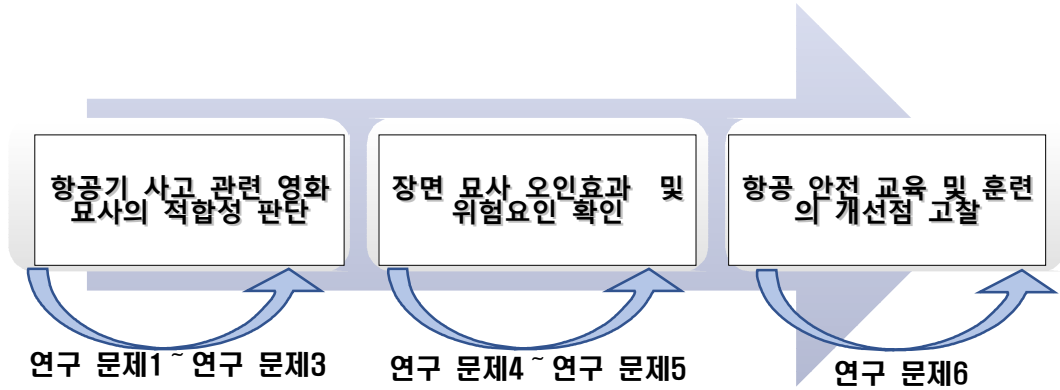 항공기 사고 관련 영화
묘사의 적합성 판단
장면 묘사 오인효과 및
위험요인 확인
항공 안전 교육 및 훈련
의 개선점 고찰
연구 문제1 ~ 연구 문제3
연구 문제4 ~ 연구 문제5
연구 문제6